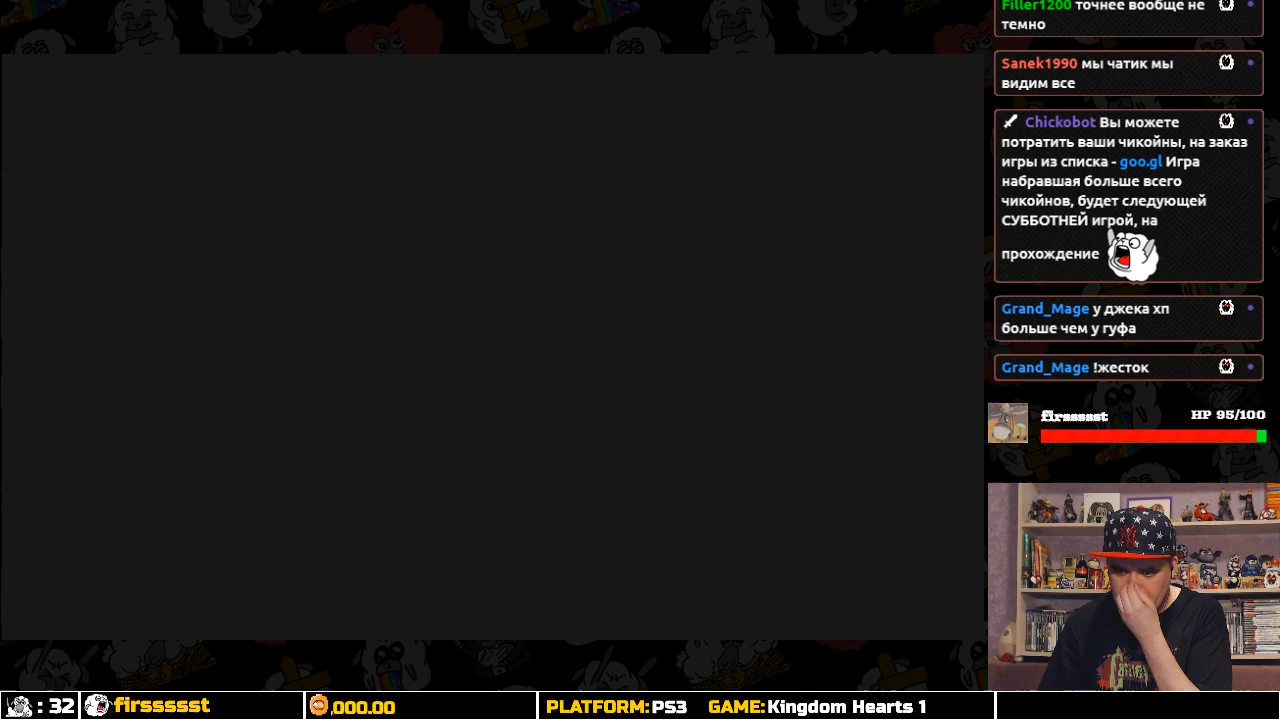 Filler1200 точнее вообще не
темно
Sanek1990 мы чатик мы
видим все
Chickobot Вы можете
потратить ваши чикойны, на заказ
игры из списка - goo.gl Игра
набравшая больше всего
чикойнов, будет следующей
СУББОТНЕЙ игрой, на
прохождение
Grand_Mage у джека хп
больше чем у гуфа
Grand_Mage !жесток
firssssst HP 95/100
: 32 firssssst ,000.00 PLATFORM:PS3 GAME:Kingdom Hearts 1